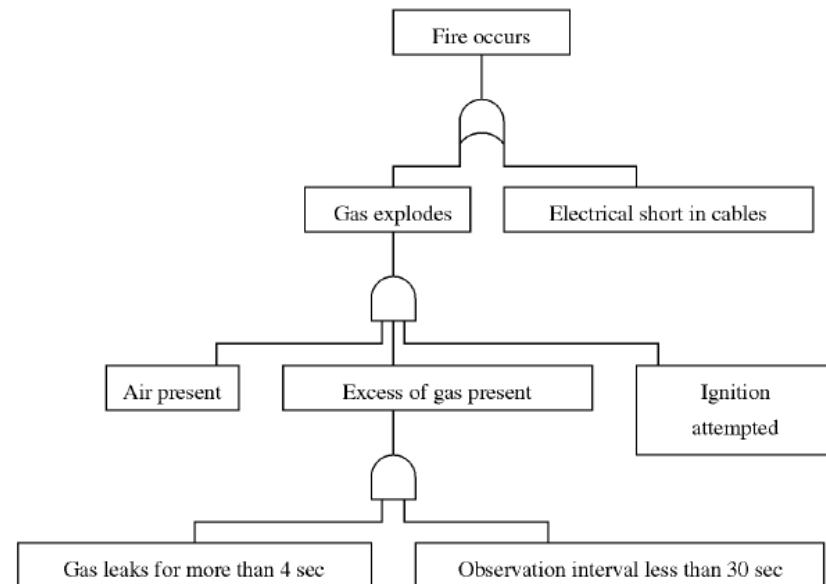 Fire occurs
Gas explodes
Electrical short in cables
Air present
Excess of gas present
Ignition
attempted
Gas leaks for more than 4 sec
Observation interval less than 30 sec